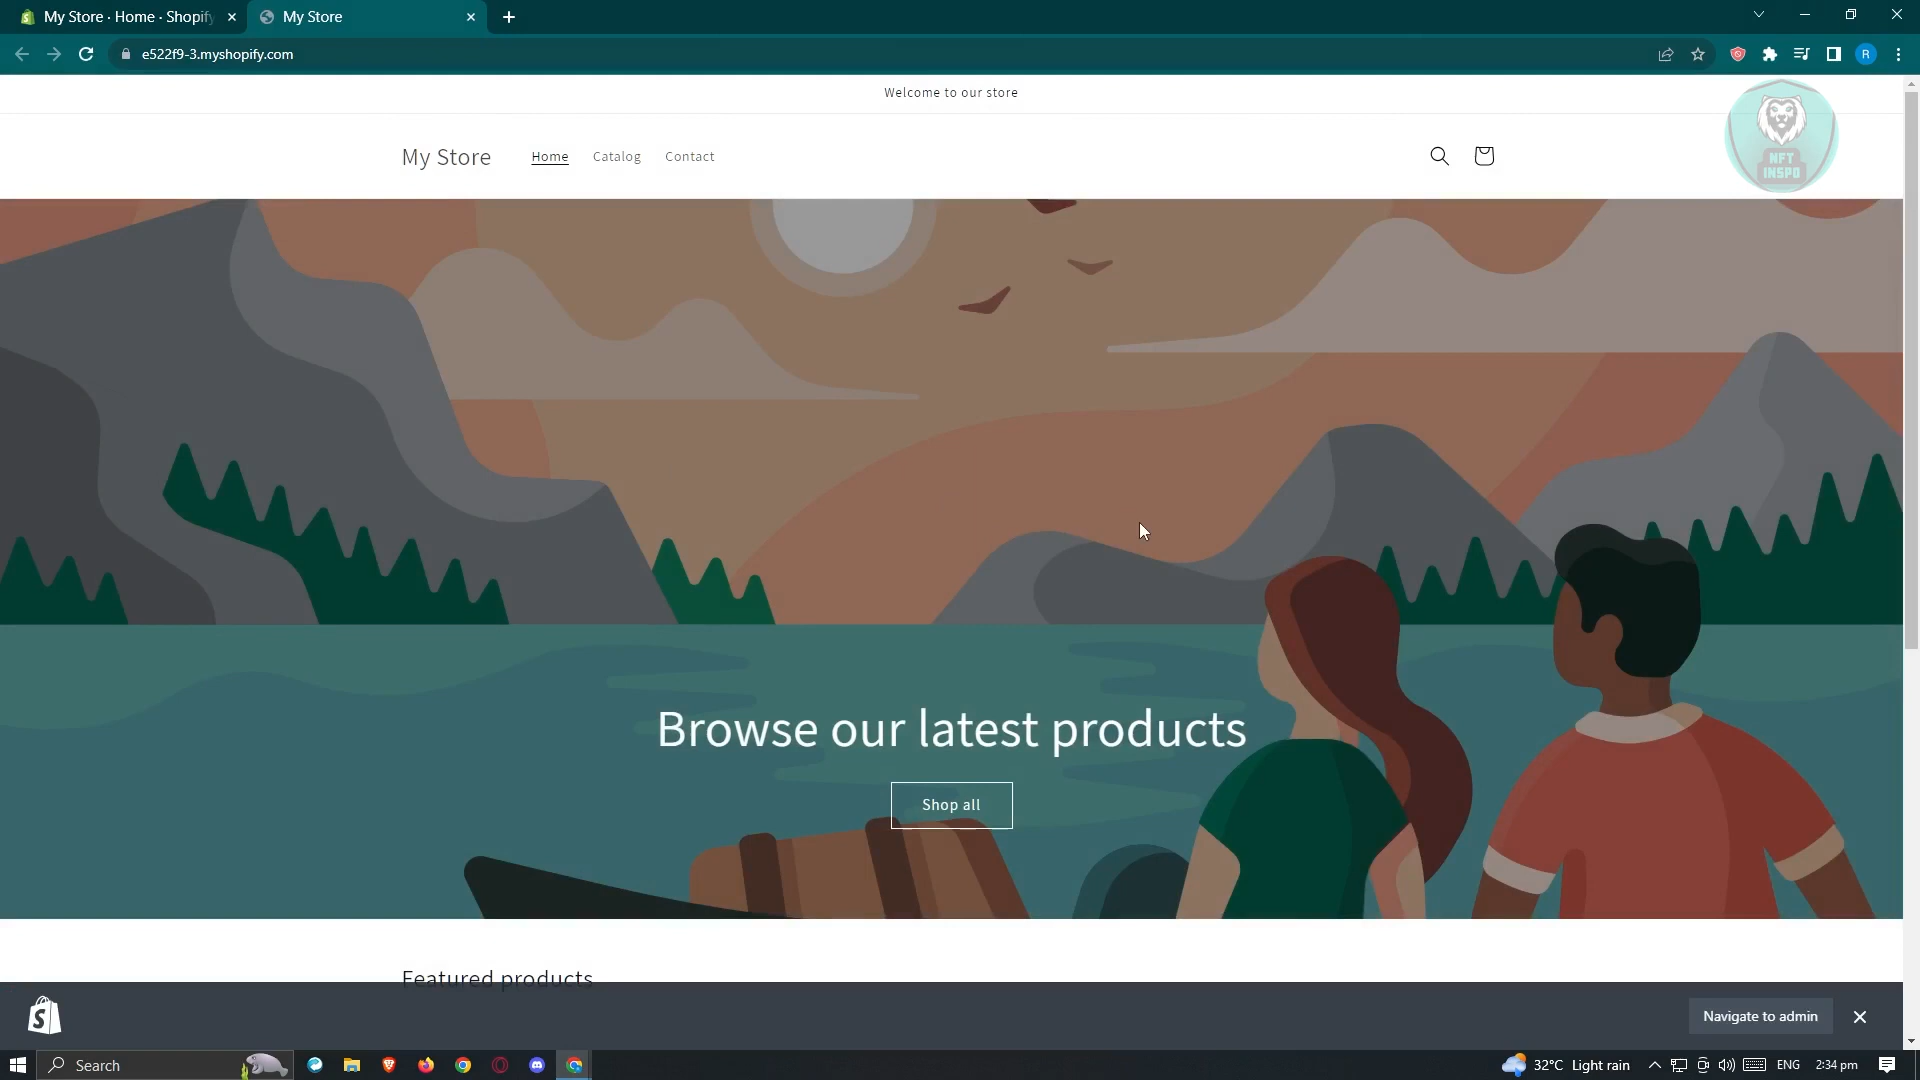 My Store · Home · Shopify
My Store
e522f9-3.myshopify.com
R
Welcome to our store
My Store
Home
Catalog
Contact
NFT
INSPO
Browse our latest products
Shop all
Featured products
S
Navigate to admin
Search
32°C Light rain
ENG
2:34 pm